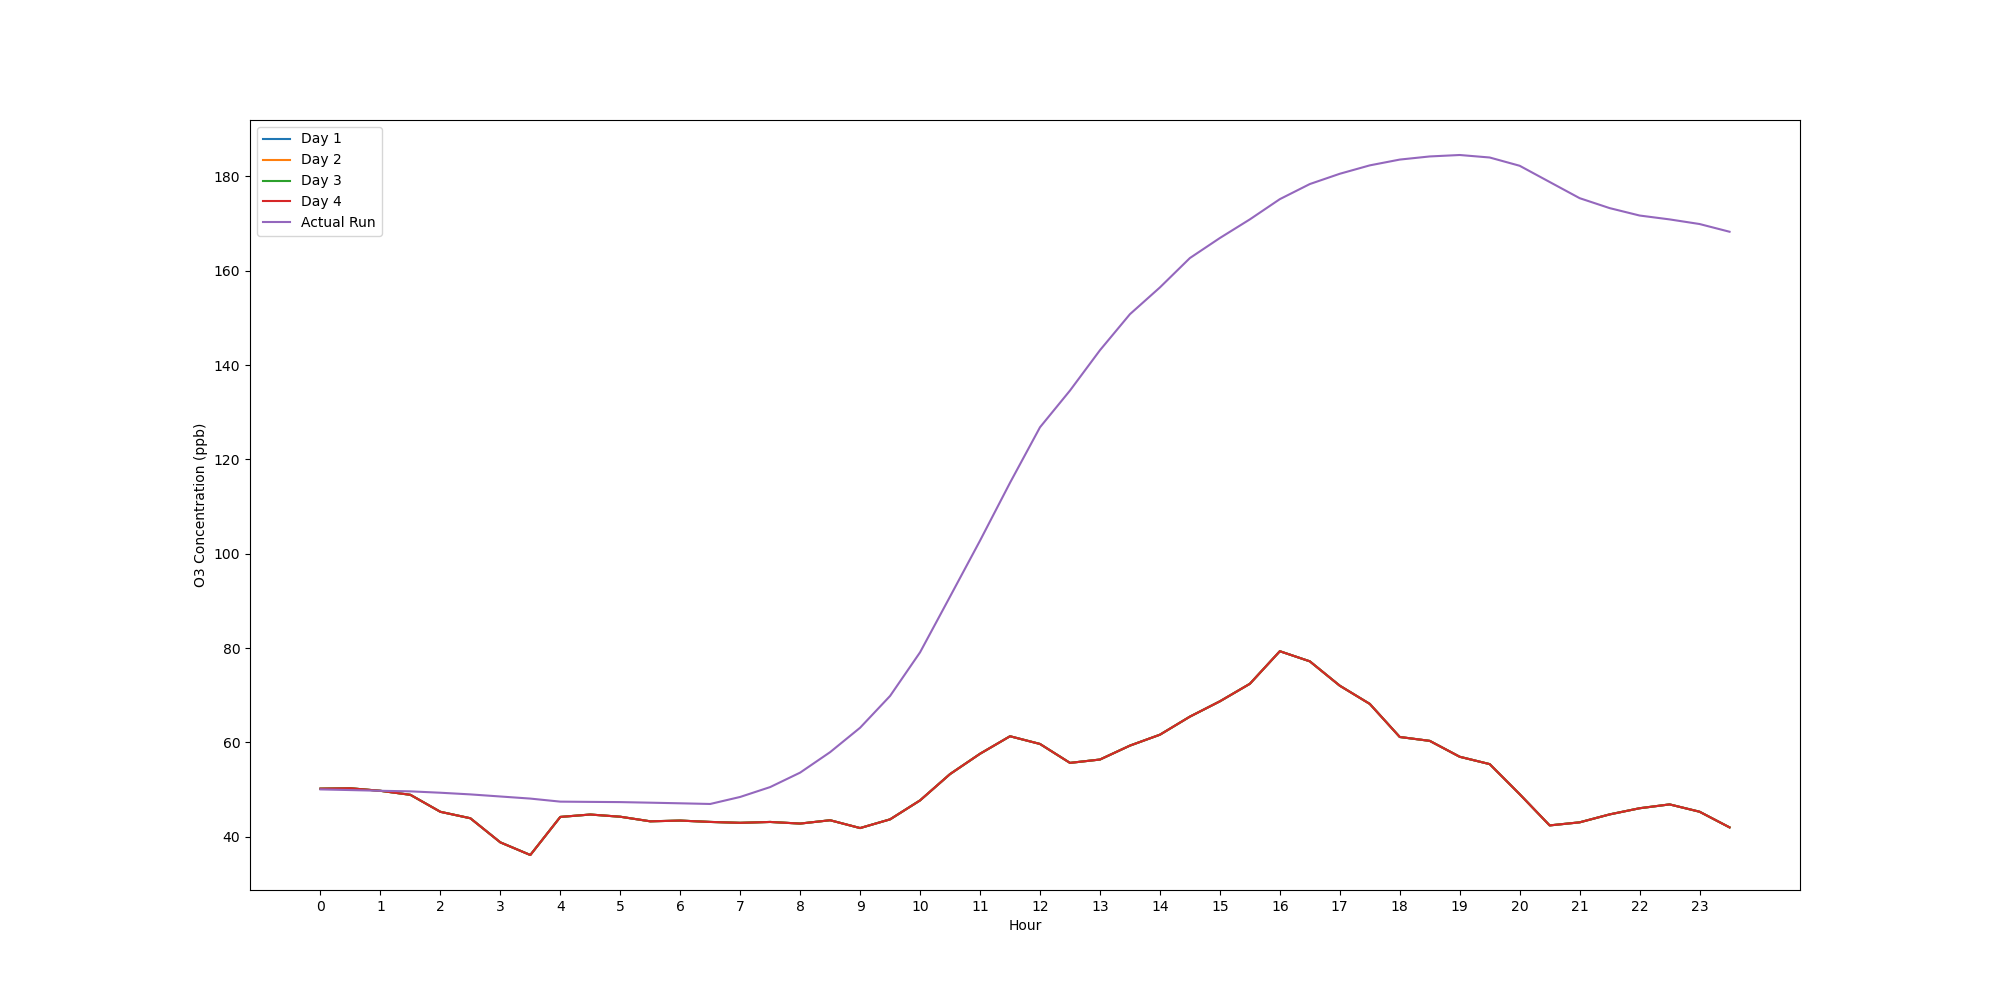 Day 1
Day 2
Day 3
Day 4
Actual Run
180
160
140
120
100
80
60
40
O3 Concentration (ppb)
0 1 2 3 4 5 6 7 8 9 10 11 12 13 14 15 16 17 18 19 20 21 22 23
Hour